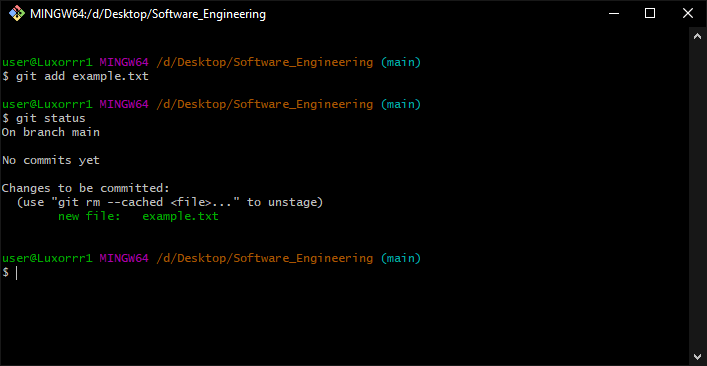 MINGW64:/d/Desktop/Software_Engineering
user@Luxorrr1 MINGW64 /d/Desktop/Software_Engineering (main)
$ git add example.txt
user@Luxorrr1 MINGW64 /d/Desktop/Software_Engineering (main)
$ git status
On branch main
No commits yet
Changes to be committed:
  (use "git rm --cached <file>..." to unstage)
        new file:   example.txt
user@Luxorrr1 MINGW64 /d/Desktop/Software_Engineering (main)
$